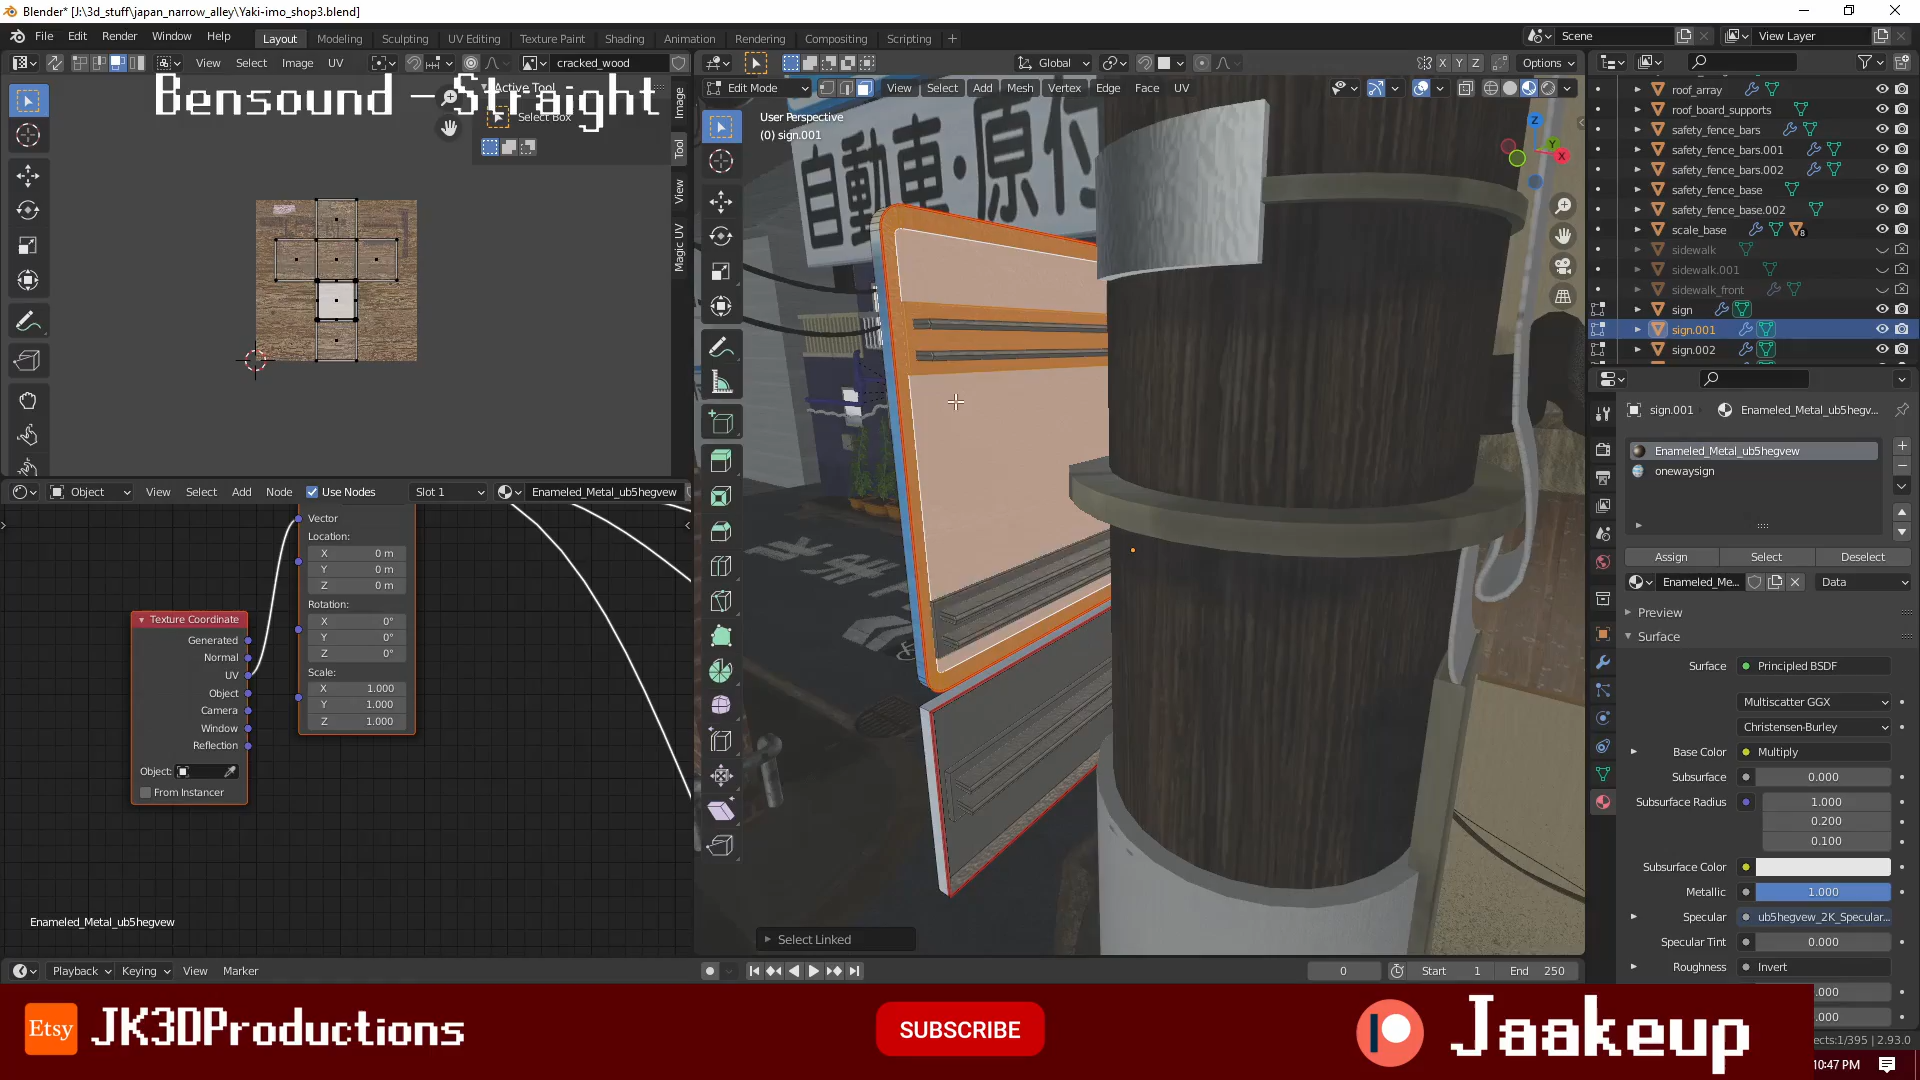 Blender* [J:\3d_stuff\japan_narrow_alley\Yaki-imo_shop3.blend]
File Edit Render Window Help
Layout Modeling Sculpting UV Editing Texture Paint Shading Animation Rendering Compositing Scripting
Scene
View Layer
View Select Image UV
cracked_wood
Bensound - Straight
Active Tool
Select Box
Image
Tool
View
Magic UV
Global
X Y Z
Options
Edit Mode
View Select Add Mesh Vertex Edge Face UV
User Perspective
(0) sign.001
自動車・原付
Z
Y
X
roof_array
roof_board_supports
safety_fence_bars
safety_fence_bars.001
safety_fence_bars.002
safety_fence_base
safety_fence_base.002
scale_base
8
sidewalk
sidewalk.001
sidewalk_front
sign
sign.001
sign.002
Object
View Select Add Node
Use Nodes
Slot 1
Enameled_Metal_ub5hegvew
Vector
Location:
X 0 m
Y 0 m
Z 0 m
Rotation:
X 0°
Y 0°
Z 0°
Scale:
X 1.000
Y 1.000
Z 1.000
Texture Coordinate
Generated
Normal
UV
Object
Camera
Window
Reflection
Object:
From Instancer
Enameled_Metal_ub5hegvew
Select Linked
sign.001
Enameled_Metal_ub5hegv...
Enameled_Metal_ub5hegvew
onewaysign
Assign
Select
Deselect
Enameled_Me...
Data
Preview
Surface
Surface Principled BSDF
Multiscatter GGX
Christensen-Burley
Base Color Multiply
Subsurface 0.000
Subsurface Radius 1.000
0.200
0.100
Subsurface Color
Metallic 1.000
Specular ub5hegvew_2K_Specular...
Specular Tint 0.000
Roughness Invert
.000
.000
Playback Keying View Marker
0
Start 1
End 250
Etsy
JK3DProductions
SUBSCRIBE
Jaakeup
ects:1/395 | 2.93.0
10:47 PM